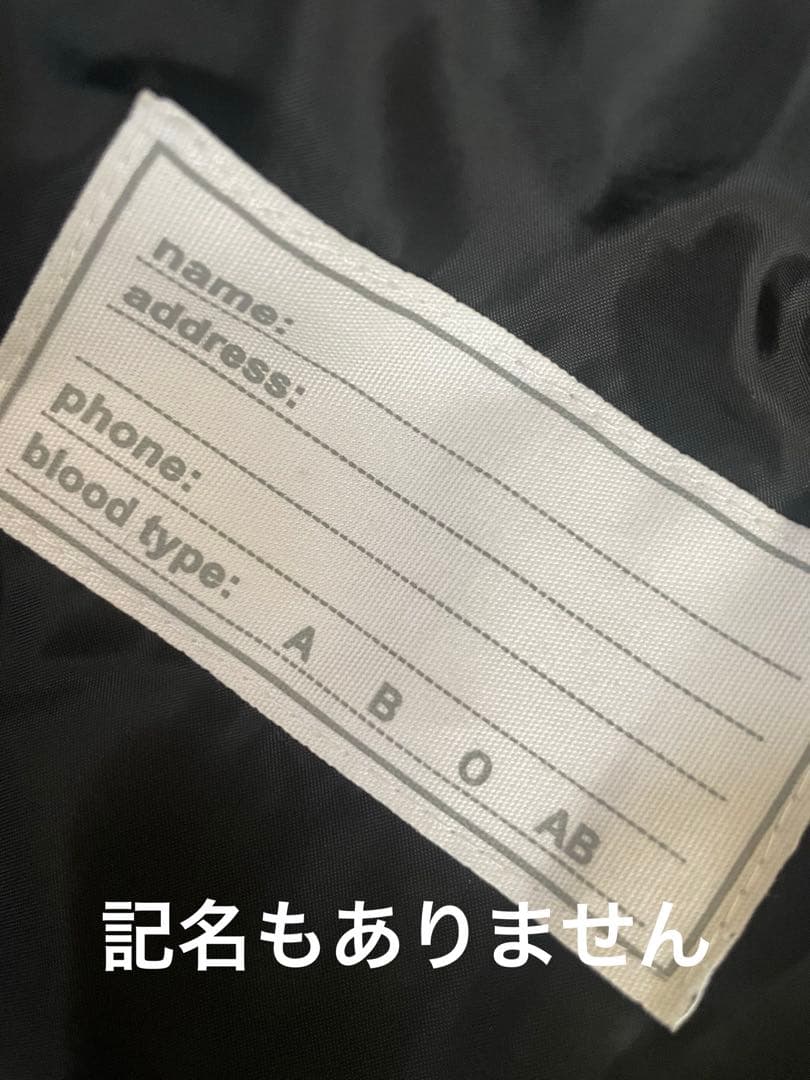 name:
address:
phone:
blood type: A B O AB
記名もありません